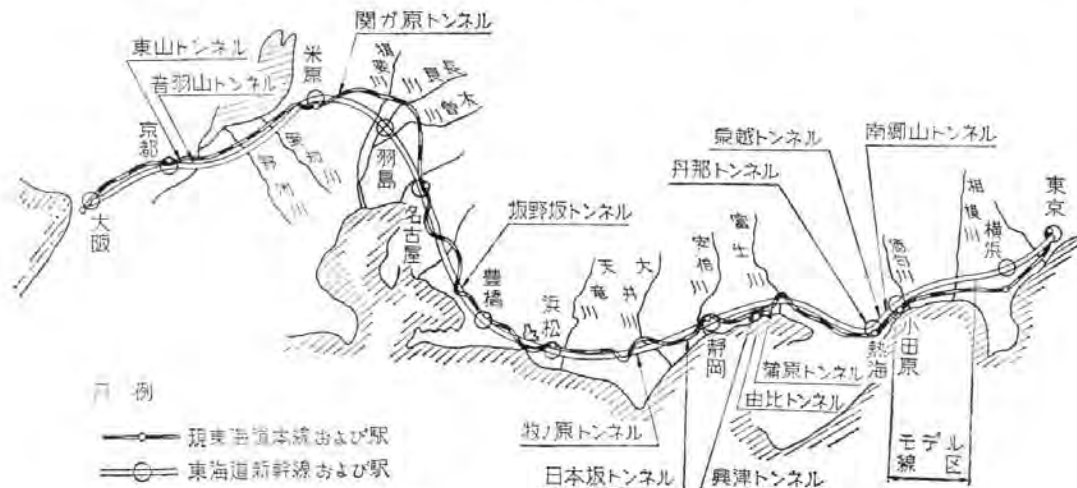 関ガ原トンネル
東山トンネル
音羽山トンネル
米原
揖斐川
長良川
木曽川
京都
野洲川
羽島
大阪
名古屋
坂野坂トンネル
豊橋
浜松
天竜川
大井川
安倍川
富士川
泉越トンネル
丹那トンネル
南郷山トンネル
東京
相模川
横浜
酒匂川
小田原
熱海
静岡
蒲原トンネル
由比トンネル
牧ノ原トンネル
日本坂トンネル
興津トンネル
モデル線区
凡例
現東海道本線および駅
東海道新幹線および駅